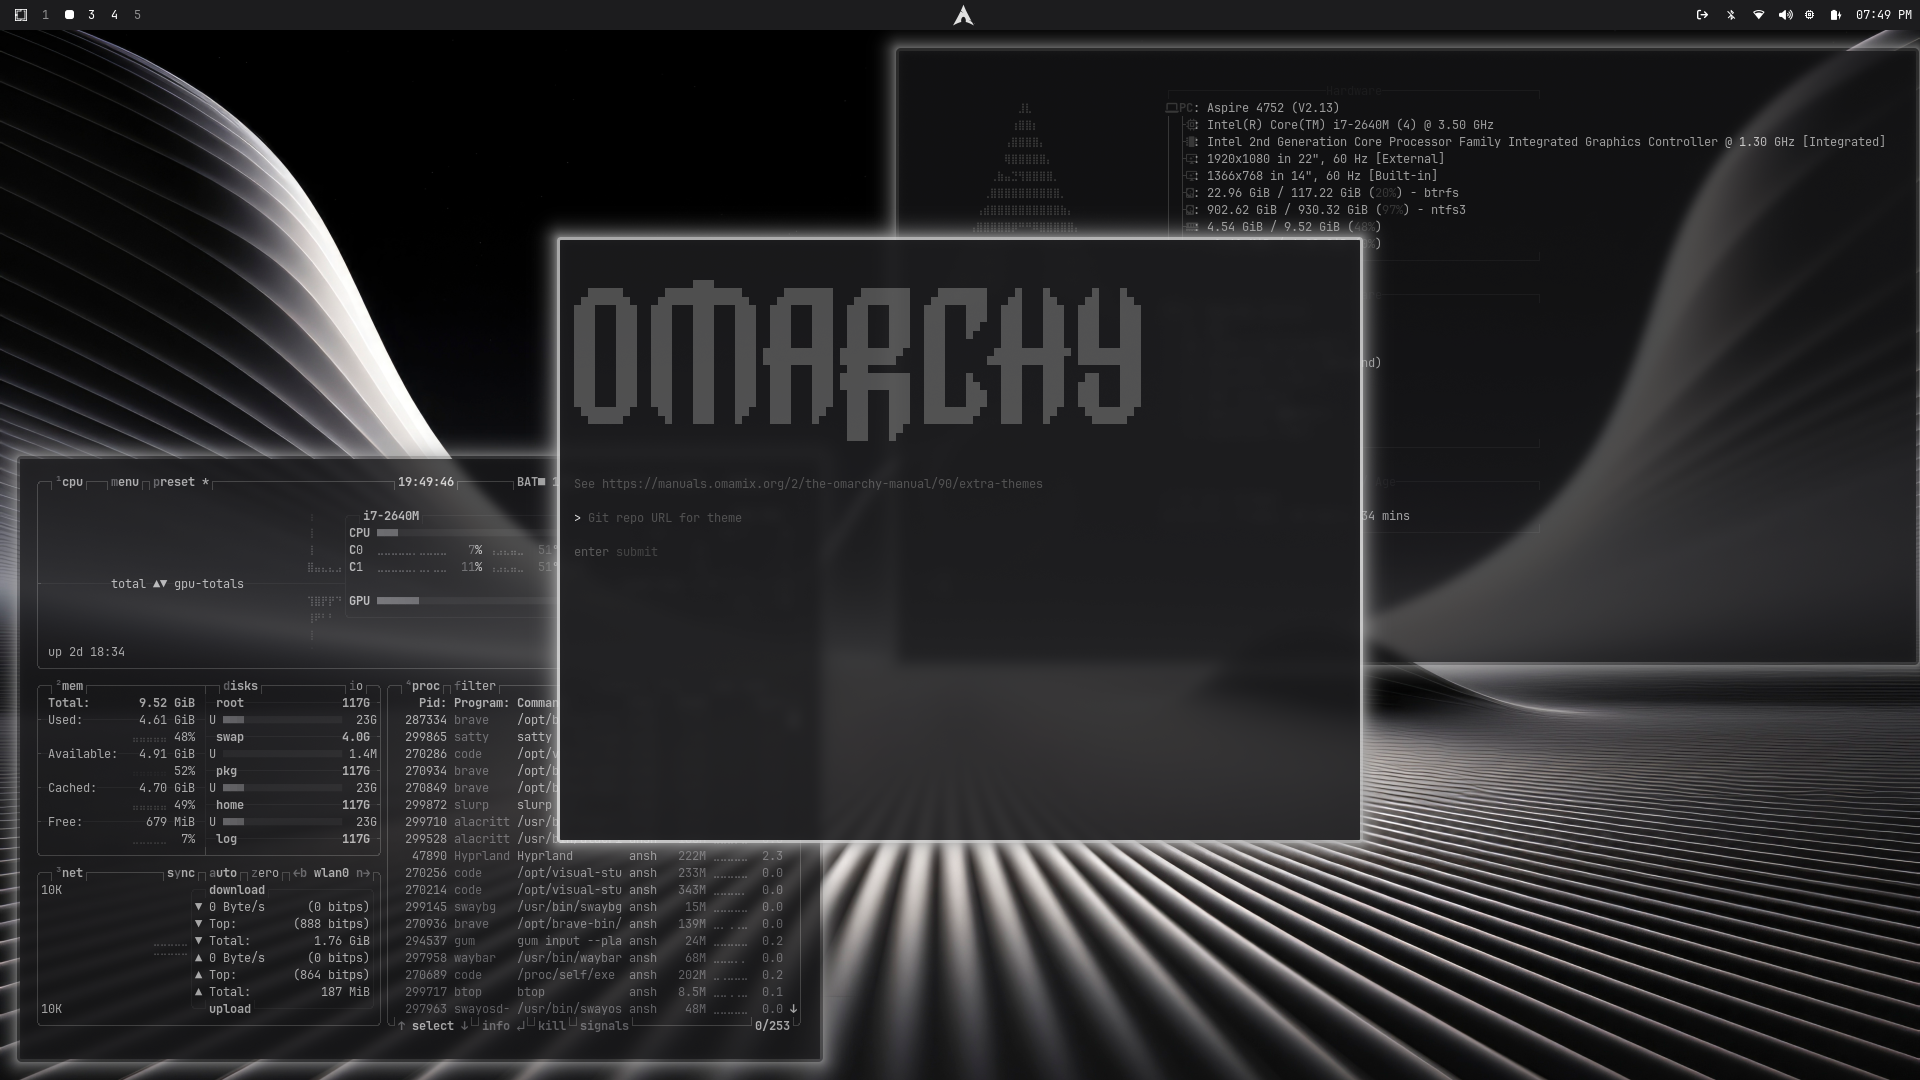 1 3 4 5
07:49 PM
Hardware
PC: Aspire 4752 (V2.13)
: Intel(R) Core(TM) i7-2640M (4) @ 3.50 GHz
: Intel 2nd Generation Core Processor Family Integrated Graphics Controller @ 1.30 GHz [Integrated]
: 1920x1080 in 22", 60 Hz [External]
: 1366x768 in 14", 60 Hz [Built-in]
: 22.96 GiB / 117.22 GiB (20%) - btrfs
: 902.62 GiB / 930.32 GiB (97%) - ntfs3
: 4.54 GiB / 9.52 GiB (48%)
%)
nd)
34 mins
OMARCHY
See https://manuals.omamix.org/2/the-omarchy-manual/90/extra-themes
> Git repo URL for theme
enter submit
¹cpu menu preset * 19:49:46 BAT■ 1
i7-2640M
CPU
C0 7% 51°
C1 11% 51°
total ▲▼ gpu-totals
GPU
up 2d 18:34
²mem disks io
Total: 9.52 GiB root 117G
Used: 4.61 GiB U 23G
48% swap 4.0G
Available: 4.91 GiB U 1.4M
52% pkg 117G
Cached: 4.70 GiB U 23G
49% home 117G
Free: 679 MiB U 23G
7% log 117G
³net sync auto zero ←b wlan0 n→
10K download
▼ 0 Byte/s (0 bitps)
▼ Top: (888 bitps)
▼ Total: 1.76 GiB
▲ 0 Byte/s (0 bitps)
▲ Top: (864 bitps)
▲ Total: 187 MiB
10K upload
⁴proc filter
Pid: Program: Comman
287334 brave /opt/b
299865 satty satty
270286 code /opt/v
270934 brave /opt/b
270849 brave /opt/b
299872 slurp slurp
299710 alacritt /usr/b
299528 alacritt /usr/b
47890 Hyprland Hyprland ansh 222M 2.3
270256 code /opt/visual-stu ansh 233M 0.0
270214 code /opt/visual-stu ansh 343M 0.0
299145 swaybg /usr/bin/swaybg ansh 15M 0.0
270936 brave /opt/brave-bin/ ansh 139M 0.0
294537 gum gum input --pla ansh 24M 0.2
297958 waybar /usr/bin/waybar ansh 68M 0.0
270689 code /proc/self/exe ansh 202M 0.2
299717 btop btop ansh 8.5M 0.1
297963 swayosd- /usr/bin/swayos ansh 48M 0.0 ↓
↑ select ↓ info ↵ kill signals 0/253